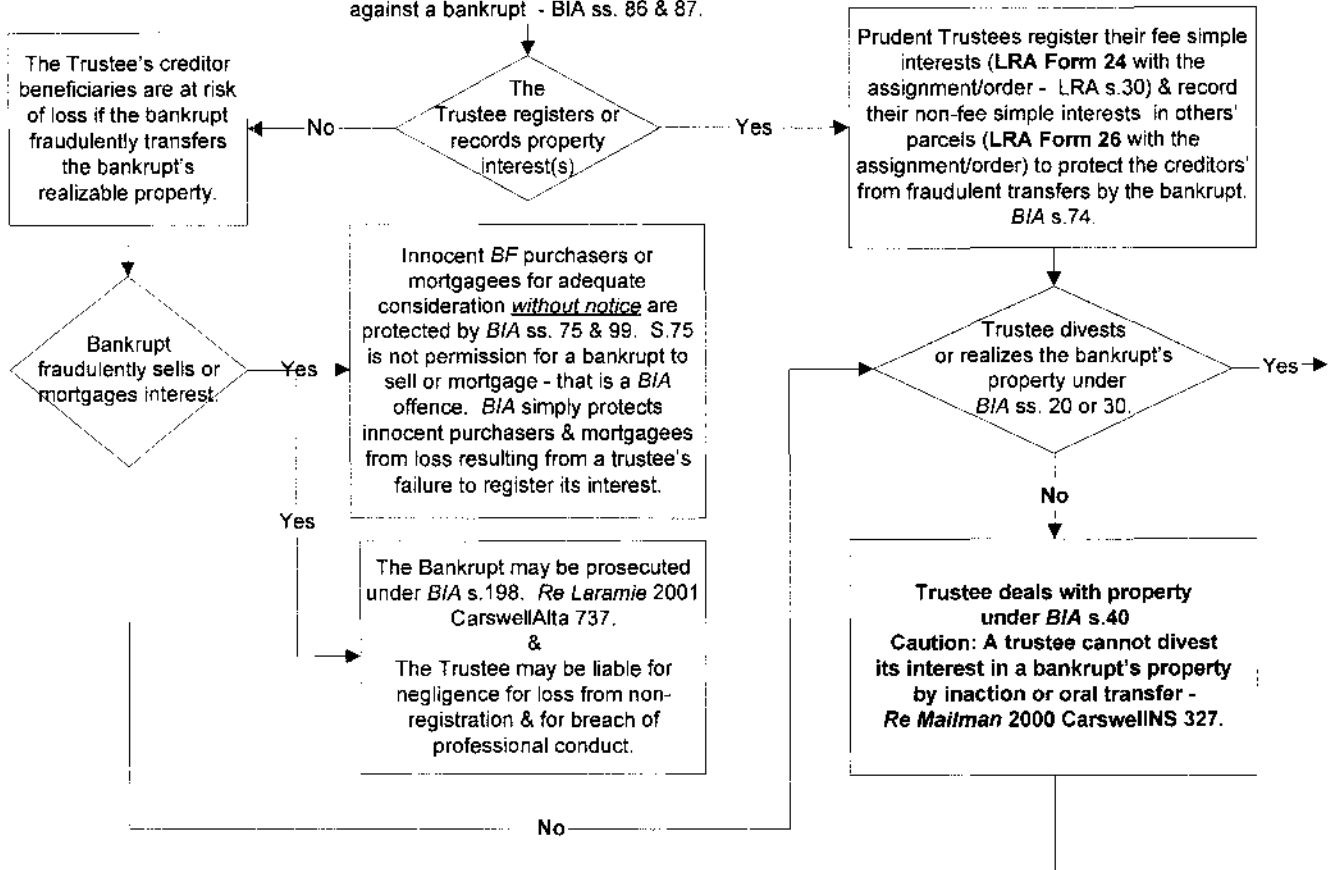 against a bankrupt - BIA ss. 86 & 87.
The Trustee's creditor
beneficiaries are at risk
of loss if the bankrupt
fraudulently transfers
the bankrupt's
realizable property.
No
The
Trustee registers or
records property
interest(s)
Yes
Prudent Trustees register their fee simple
interests (LRA Form 24 with the
assignment/order - LRA s.30) & record
their non-fee simple interests in others'
parcels (LRA Form 26 with the
assignment/order) to protect the creditors'
from fraudulent transfers by the bankrupt.
BIA s.74.
Bankrupt
fraudulently sells or
mortgages interest.
Yes
Innocent BF purchasers or
mortgagees for adequate
consideration without notice are
protected by BIA ss. 75 & 99. S.75
is not permission for a bankrupt to
sell or mortgage - that is a BIA
offence. BIA simply protects
innocent purchasers & mortgagees
from loss resulting from a trustee's
failure to register its interest.
Trustee divests
or realizes the bankrupt's
property under
BIA ss. 20 or 30.
Yes
No
Yes
The Bankrupt may be prosecuted
under BIA s.198. Re Laramie 2001
CarswellAlta 737.
&
The Trustee may be liable for
negligence for loss from non-
registration & for breach of
professional conduct.
Trustee deals with property
under BIA s.40
Caution: A trustee cannot divest
its interest in a bankrupt's property
by inaction or oral transfer -
Re Mailman 2000 CarswellNS 327.
No